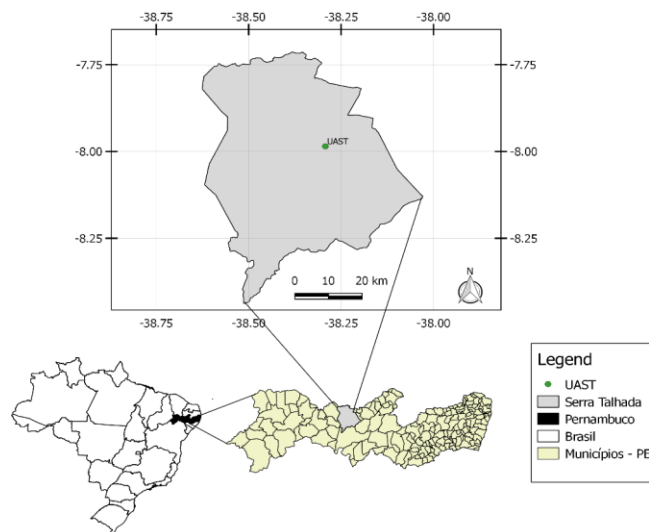 -38.75 -38.50 -38.25 -38.00
-7.75 -7.75
UAST
-8.00 -8.00
-8.25 -8.25
0 10 20 km
N
-38.75 -38.50 -38.25 -38.00
Legend
UAST
Serra Talhada
Pernambuco
Brasil
Municípios - PE